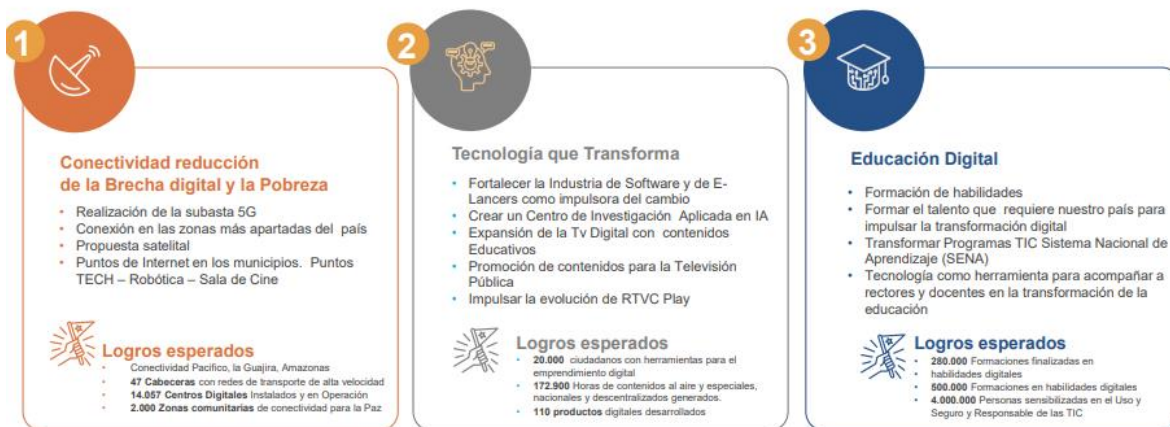 1
Conectividad reducción
de la Brecha digital y la Pobreza
• Realización de la subasta 5G
• Conexión en las zonas más apartadas del país
• Propuesta satelital
• Puntos de Internet en los municipios. Puntos
TECH – Robótica – Sala de Cine
Logros esperados
• Conectividad Pacífico, la Guajira, Amazonas
• 47 Cabeceras con redes de transporte de alta velocidad
• 14.057 Centros Digitales Instalados y en Operación
• 2.000 Zonas comunitarias de conectividad para la Paz
2
Tecnología que Transforma
• Fortalecer la Industria de Software y de E-
Lancers como impulsora del cambio
• Crear un Centro de Investigación Aplicada en IA
• Expansión de la Tv Digital con contenidos
Educativos
• Promoción de contenidos para la Televisión
Pública
• Impulsar la evolución de RTVC Play
Logros esperados
• 20.000 ciudadanos con herramientas para el
emprendimiento digital
• 172.900 Horas de contenidos al aire y especiales,
nacionales y descentralizados generados.
• 110 productos digitales desarrollados
3
Educación Digital
• Formación de habilidades
• Formar el talento que requiere nuestro país para
impulsar la transformación digital
• Transformar Programas TIC Sistema Nacional de
Aprendizaje (SENA)
• Tecnología como herramienta para acompañar a
rectores y docentes en la transformación de la
educación
Logros esperados
• 280.000 Formaciones finalizadas en
• habilidades digitales
• 500.000 Formaciones en habilidades digitales
• 4.000.000 Personas sensibilizadas en el Uso y
Seguro y Responsable de las TIC